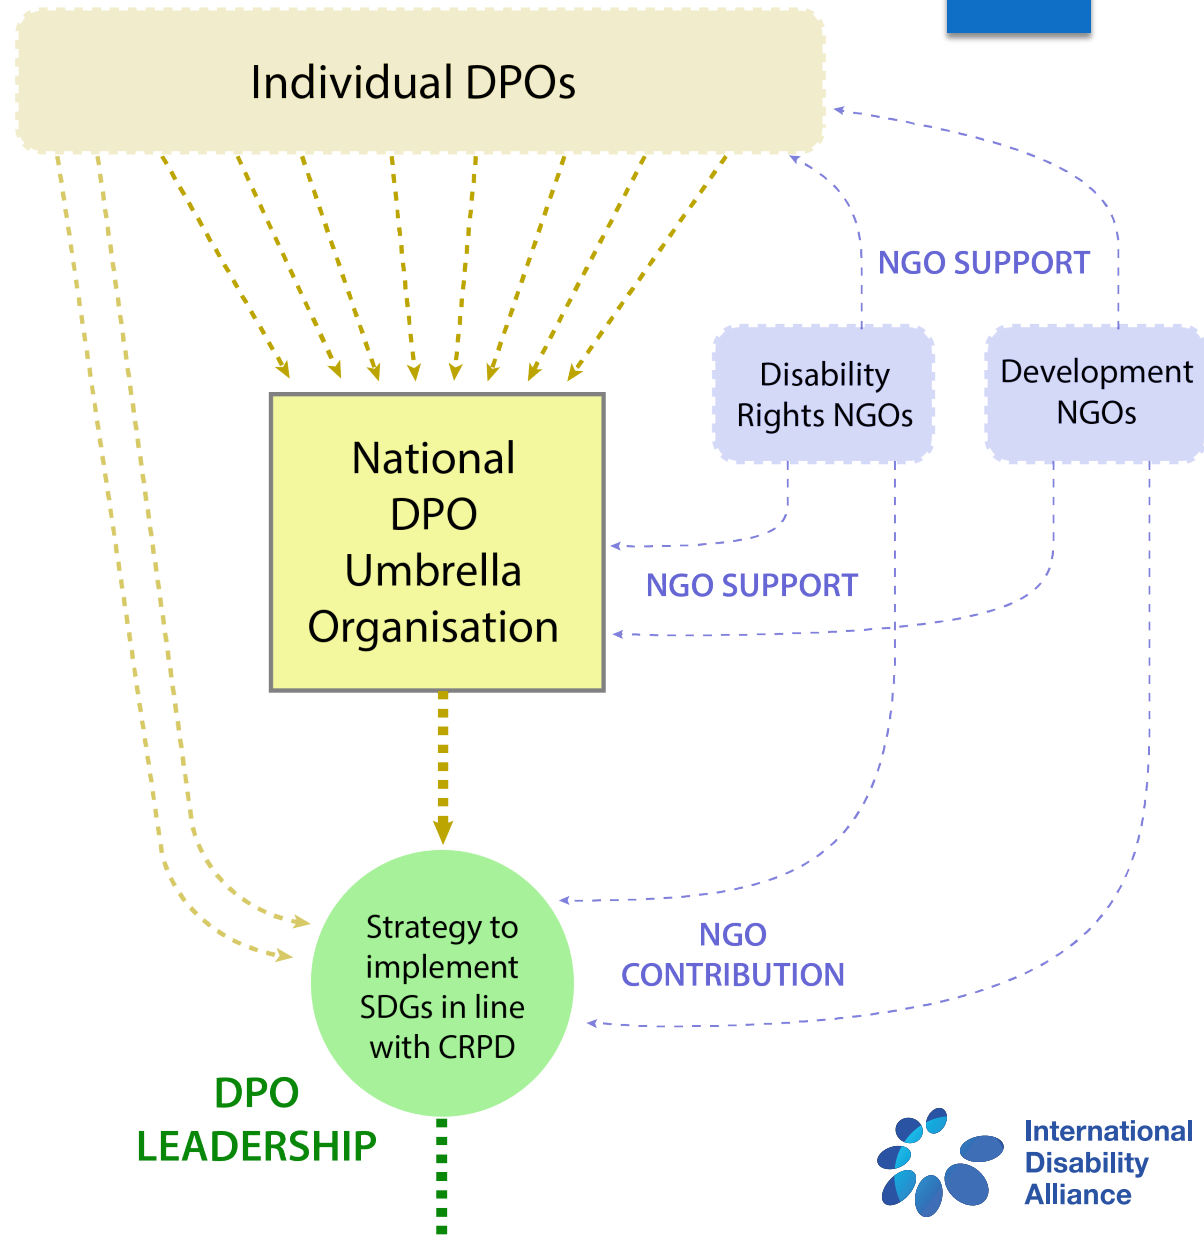 Individual DPOs
NGO SUPPORT
Disability
Rights NGOs
Development
NGOs
National
DPO
Umbrella
Organisation
NGO SUPPORT
Strategy to
implement
SDGs in line
with CRPD
NGO
CONTRIBUTION
DPO
LEADERSHIP
International
Disability
Alliance